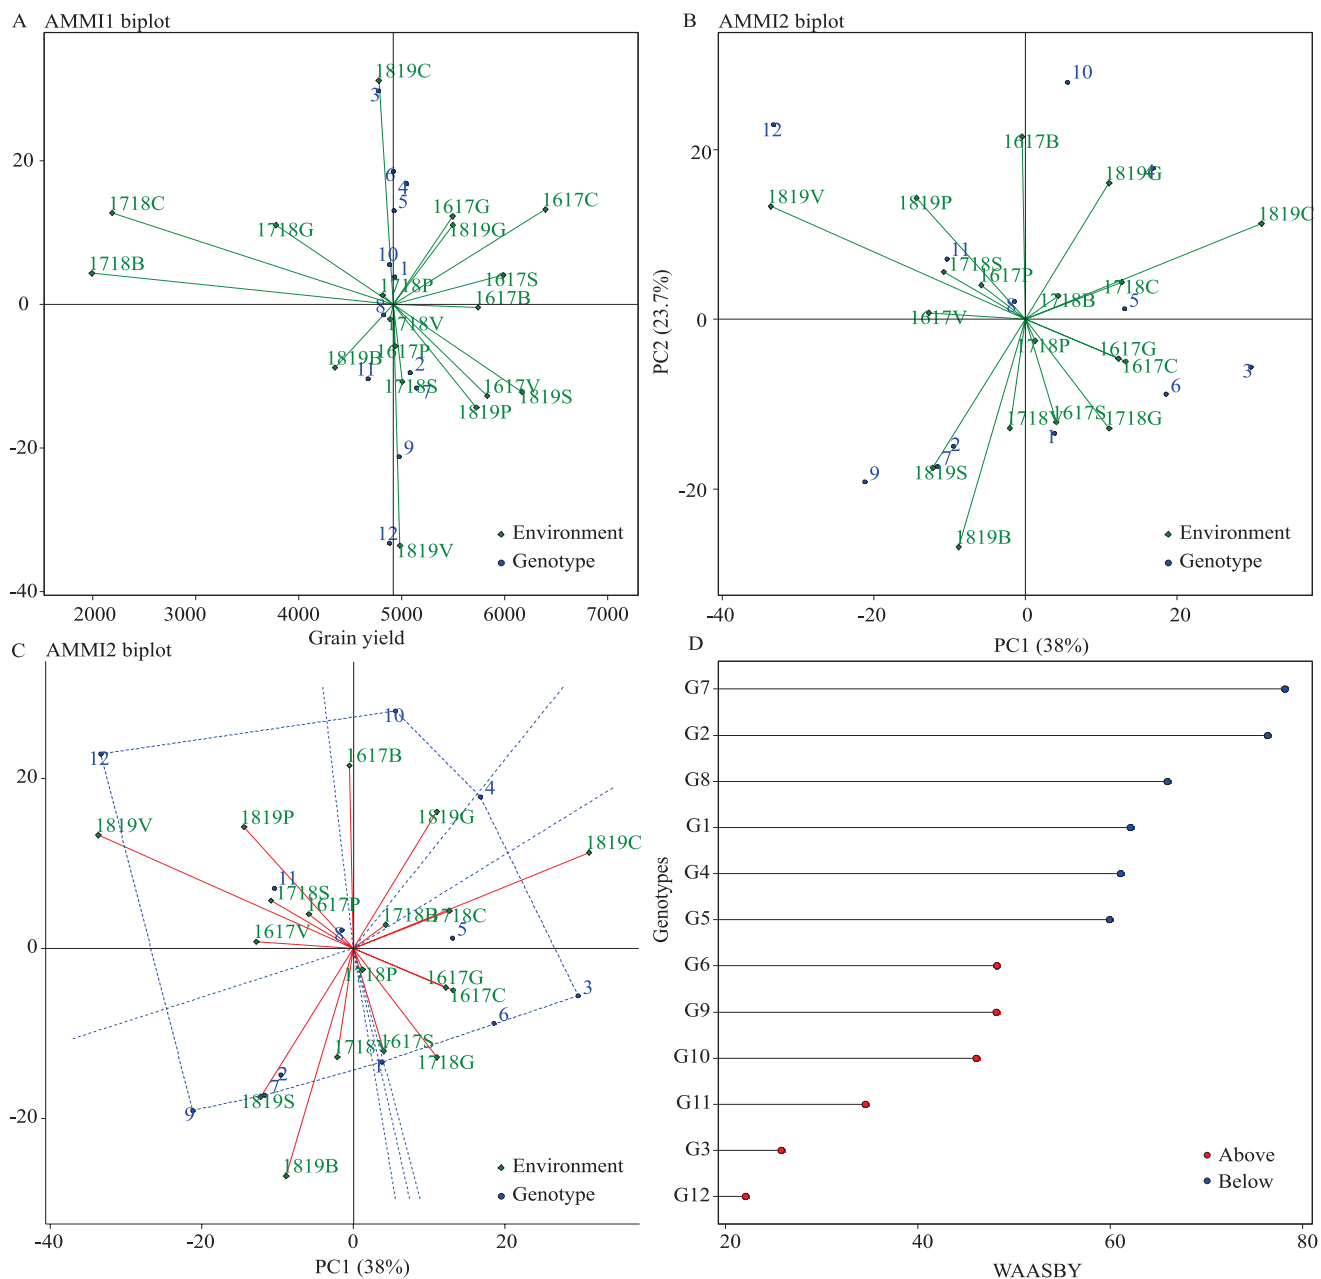 A AMMI1 biplot
1819C
3
20
6
4
5
1718C
1617G
1617C
1718G
1819G
10
1
1718B
1718P
1617S
1617B
0
8
1718V
1819B
1617P
11
2
1718S
7
1617V
1819S
1819P
-20
9
12
1819V
Environment
Genotype
-40
2000 3000 4000 5000 6000 7000
Grain yield
B AMMI2 biplot
10
12
20
1617B
1819G
4
1819V
1819P
1819C
11
1718S
1617P
1718B
1718C
8
5
0
1617V
1718P
1617G
1617C
3
6
1718V
1617S
1718G
1
2
7
1819S
9
-20
1819B
Environment
Genotype
PC2 (23.7%)
-40 -20 0 20
PC1 (38%)
C AMMI2 biplot
10
12
1617B
20
4
1819V
1819P
1819G
1819C
11
1718S
1617P
1718B
1718C
8
5
1617V
0
1718P
1617G
1617C
3
6
1718V
1617S
1718G
1
2
7
1819S
9
-20
1819B
Environment
Genotype
-40 -20 0 20
PC1 (38%)
D
G7
G2
G8
G1
G4
G5
G6
G9
G10
G11
G3
G12
Genotypes
Above
Below
20 40 60 80
WAASBY